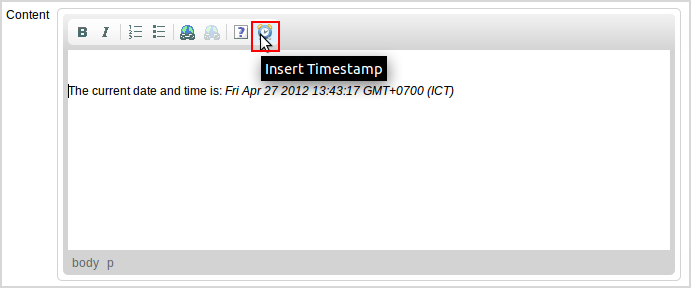 Content
B I ?
Insert Timestamp
The current date and time is: Fri Apr 27 2012 13:43:17 GMT+0700 (ICT)
body p